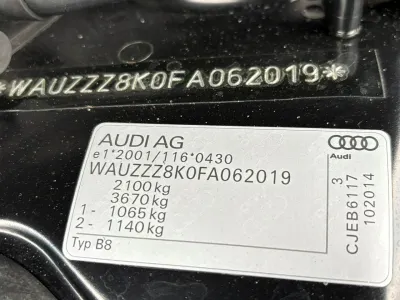 *WAUZZZ8K0FA062019*
AUDI AG
e1*2001/116*0430
WAUZZZ8K0FA062019
2100kg
3670kg
1- 1065kg
2- 1140kg
Typ B8
Audi
3
CJEB6117
102014